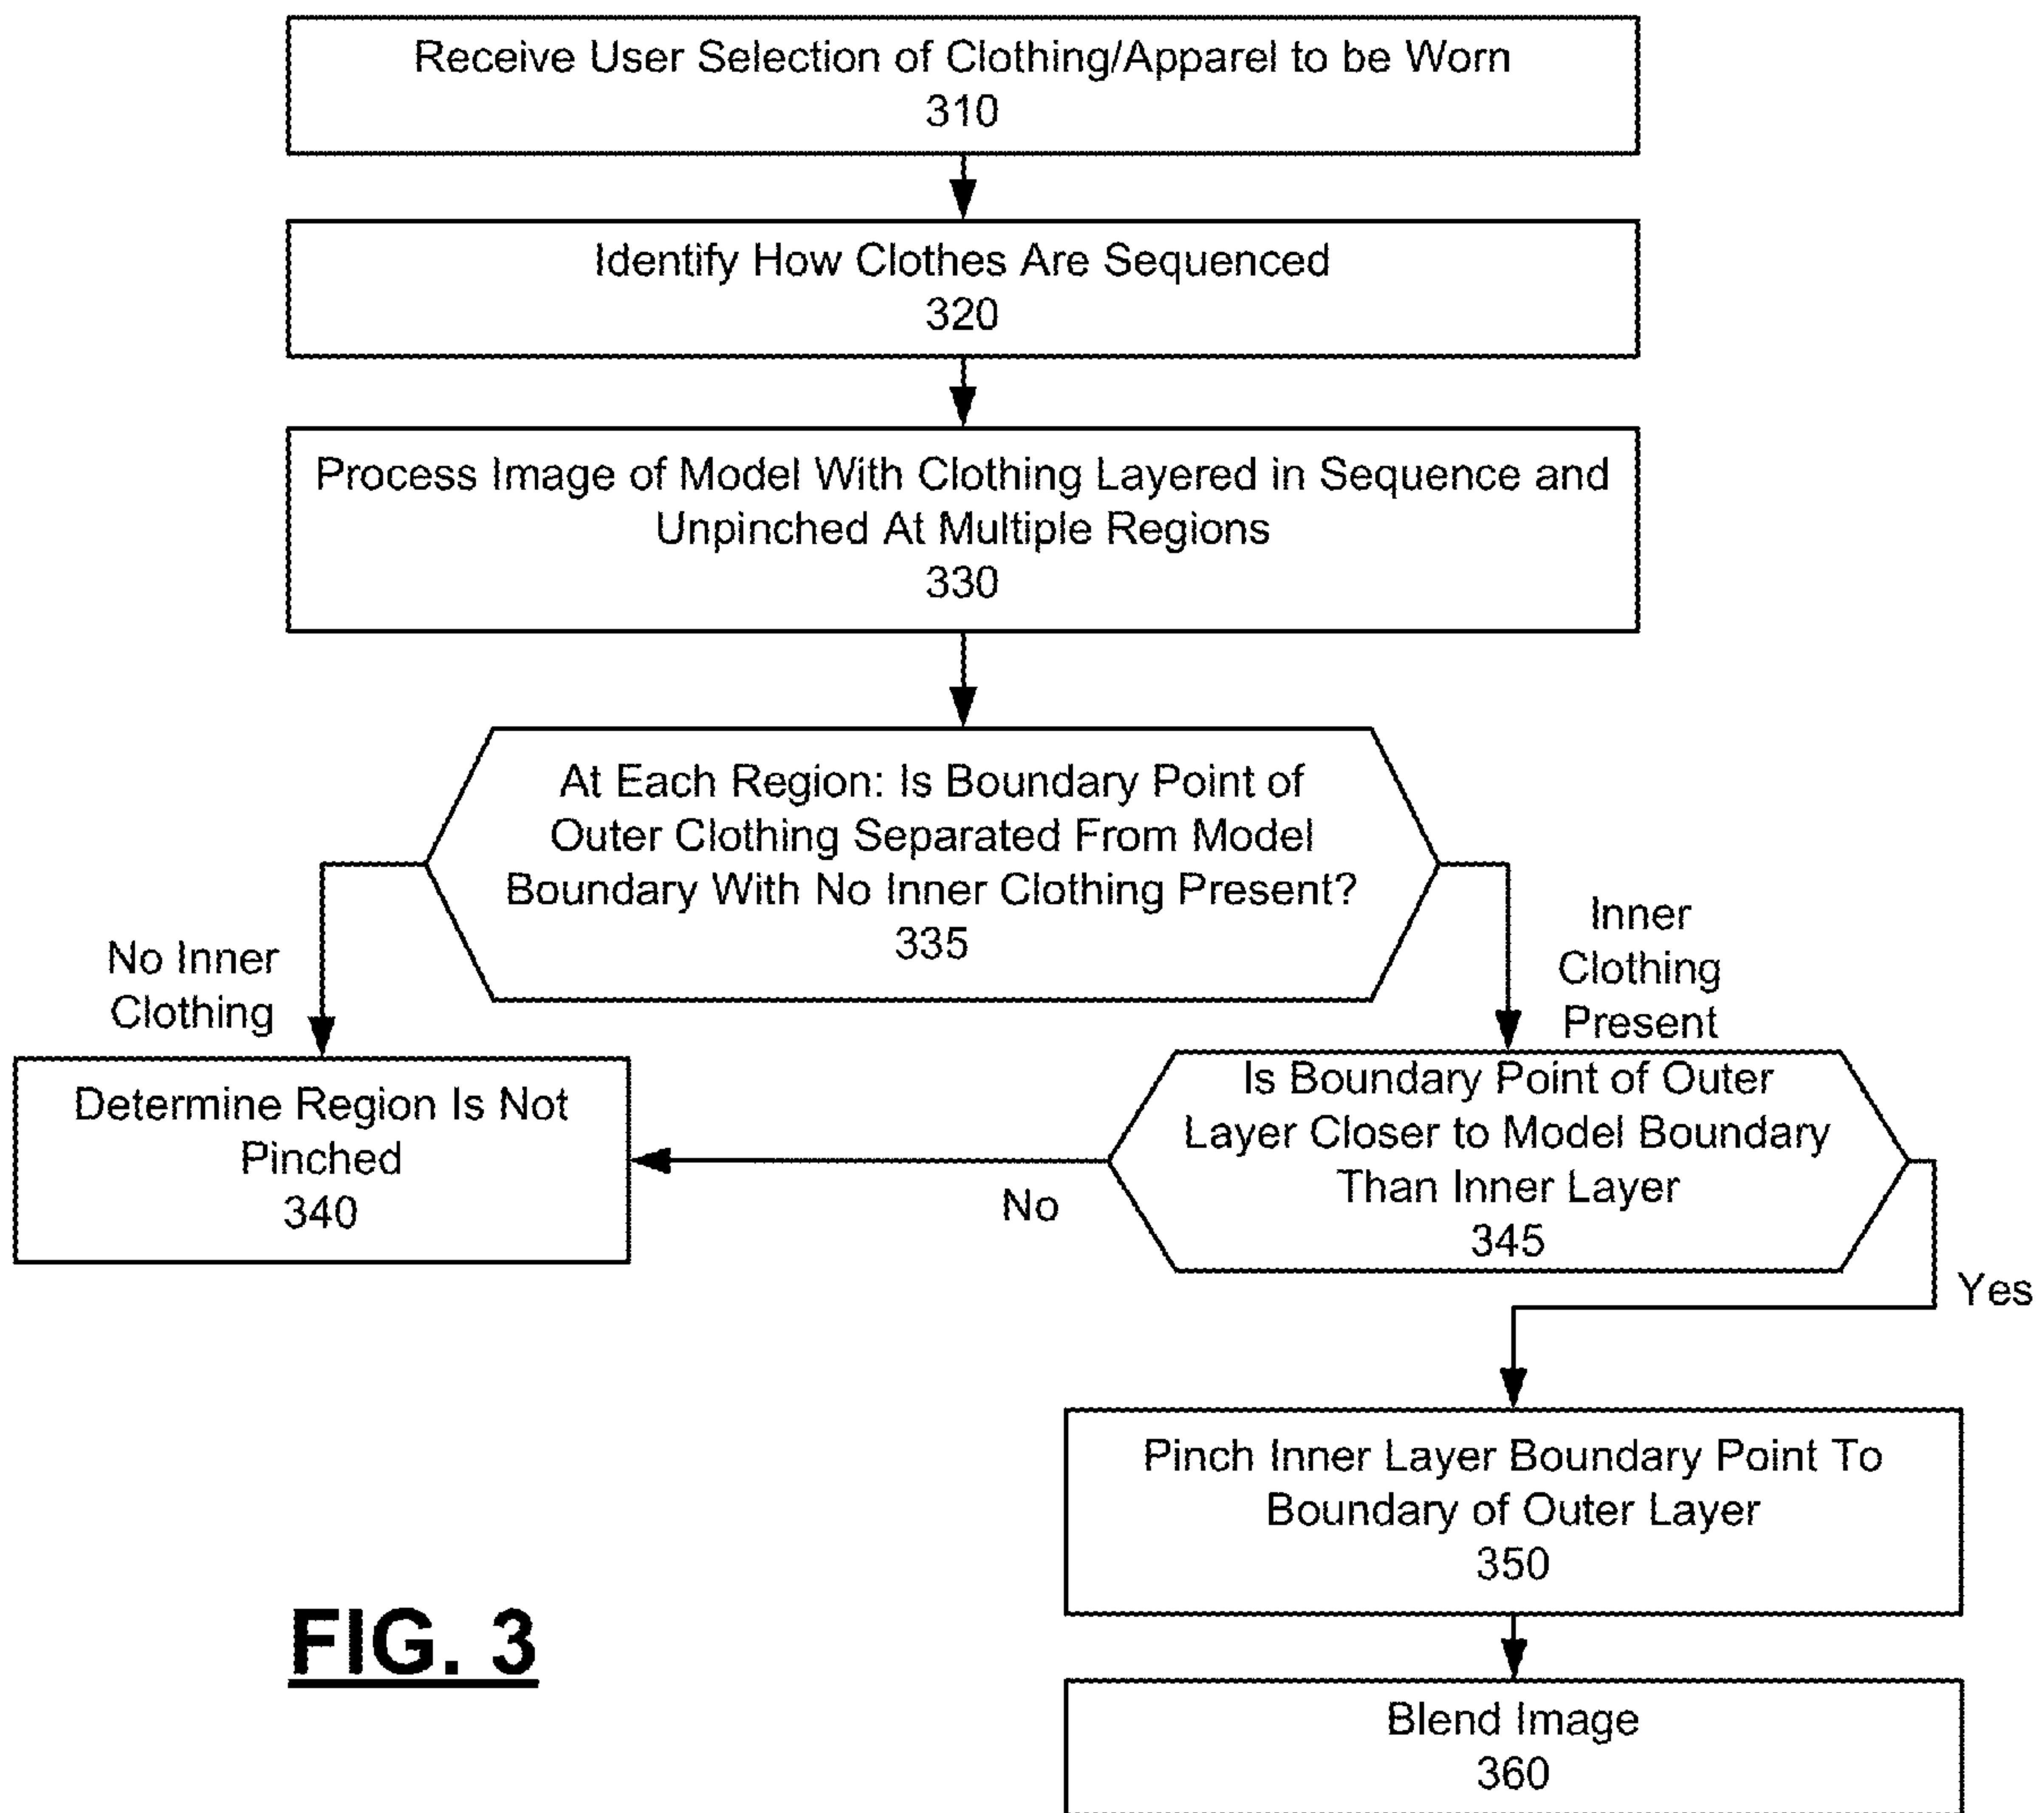 Receive User Selection of Clothing/Apparel to be Worn
310
Identify How Clothes Are Sequenced
320
Process Image of Model With Clothing Layered in Sequence and
Unpinched At Multiple Regions
330
At Each Region: Is Boundary Point of
Outer Clothing Separated From Model
Boundary With No Inner Clothing Present?
335
No Inner
Clothing
Inner
Clothing
Present
Determine Region Is Not
Pinched
340
Is Boundary Point of Outer
Layer Closer to Model Boundary
Than Inner Layer
345
No
Yes
Pinch Inner Layer Boundary Point To
Boundary of Outer Layer
350
Blend Image
360
FIG. 3